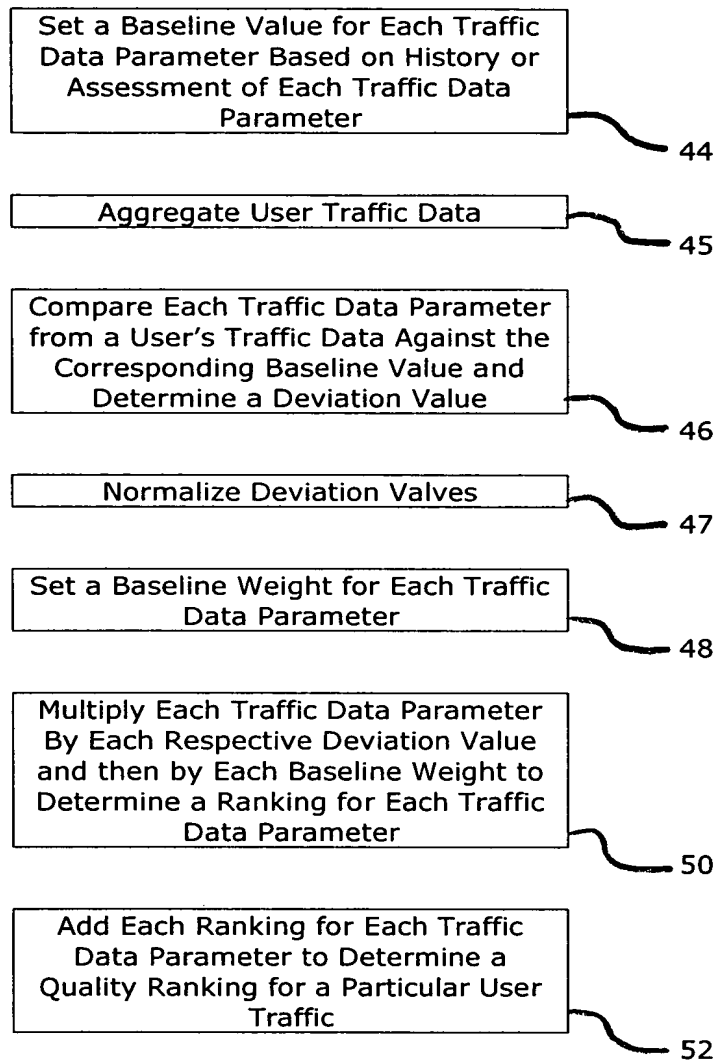 Set a Baseline Value for Each Traffic
Data Parameter Based on History or
Assessment of Each Traffic Data
Parameter
44
Aggregate User Traffic Data
45
Compare Each Traffic Data Parameter
from a User's Traffic Data Against the
Corresponding Baseline Value and
Determine a Deviation Value
46
Normalize Deviation Valves
47
Set a Baseline Weight for Each Traffic
Data Parameter
48
Multiply Each Traffic Data Parameter
By Each Respective Deviation Value
and then by Each Baseline Weight to
Determine a Ranking for Each Traffic
Data Parameter
50
Add Each Ranking for Each Traffic
Data Parameter to Determine a
Quality Ranking for a Particular User
Traffic
52